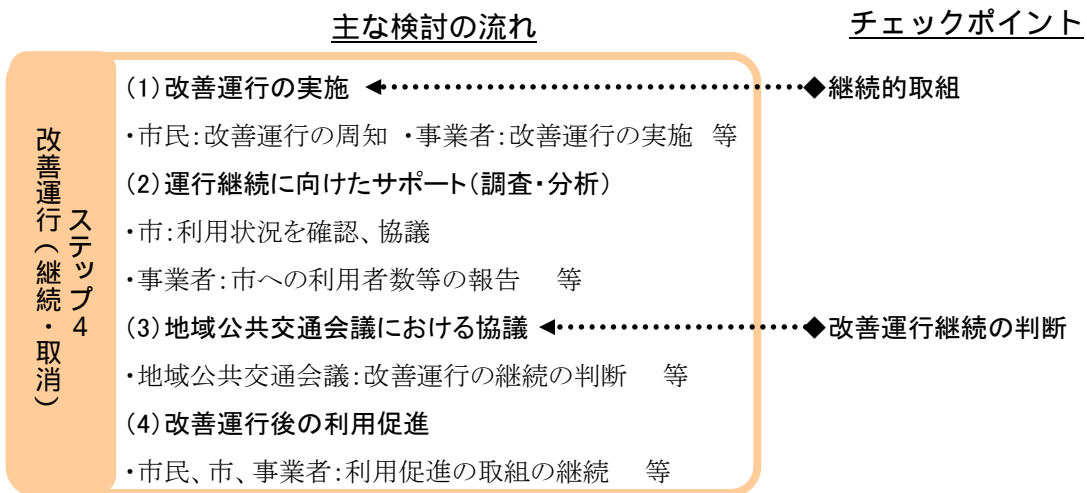 主な検討の流れ
チェックポイント
ステップ4
改善運行(継続・取消)
(1)改善運行の実施
◆継続的取組
・市民:改善運行の周知 ・事業者:改善運行の実施 等
(2)運行継続に向けたサポート(調査・分析)
・市:利用状況を確認、協議
・事業者:市への利用者数等の報告 等
(3)地域公共交通会議における協議
◆改善運行継続の判断
・地域公共交通会議:改善運行の継続の判断 等
(4)改善運行後の利用促進
・市民、市、事業者:利用促進の取組の継続 等